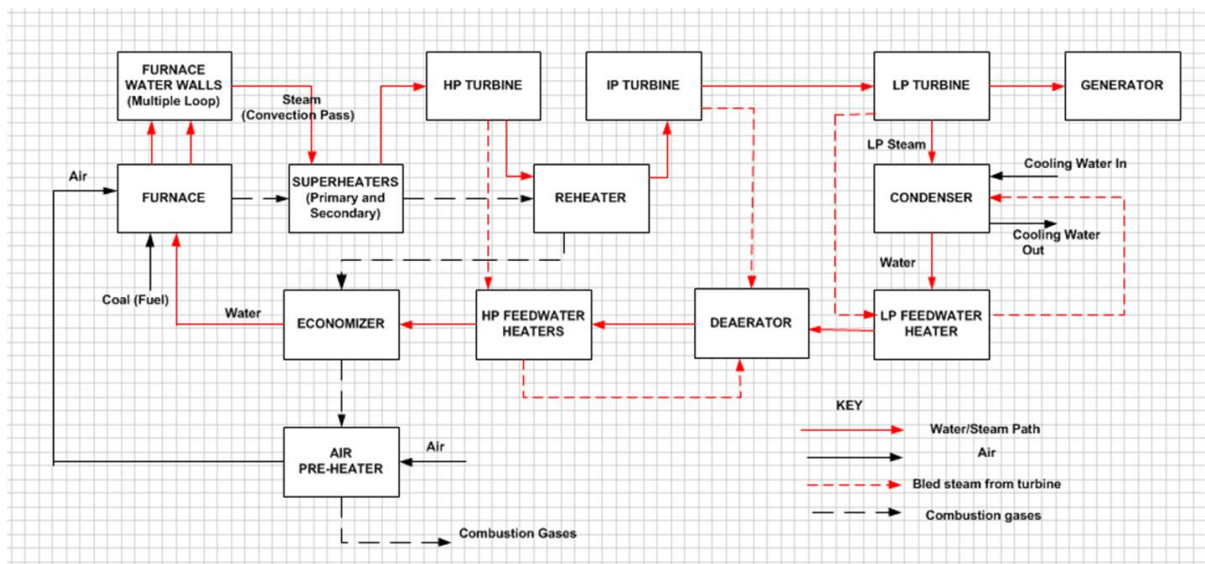 FURNACE
WATER WALLS
(Multiple Loop)
Steam
(Convection Pass)
HP TURBINE
IP TURBINE
LP TURBINE
GENERATOR
LP Steam
Air
FURNACE
SUPERHEATERS
(Primary and
Secondary)
REHEATER
CONDENSER
Cooling Water In
Cooling Water
Out
Water
Coal (Fuel)
Water
ECONOMIZER
HP FEEDWATER
HEATERS
DEAERATOR
LP FEEDWATER
HEATER
AIR
PRE-HEATER
Air
Combustion Gases
KEY
Water/Steam Path
Air
Bled steam from turbine
Combustion gases